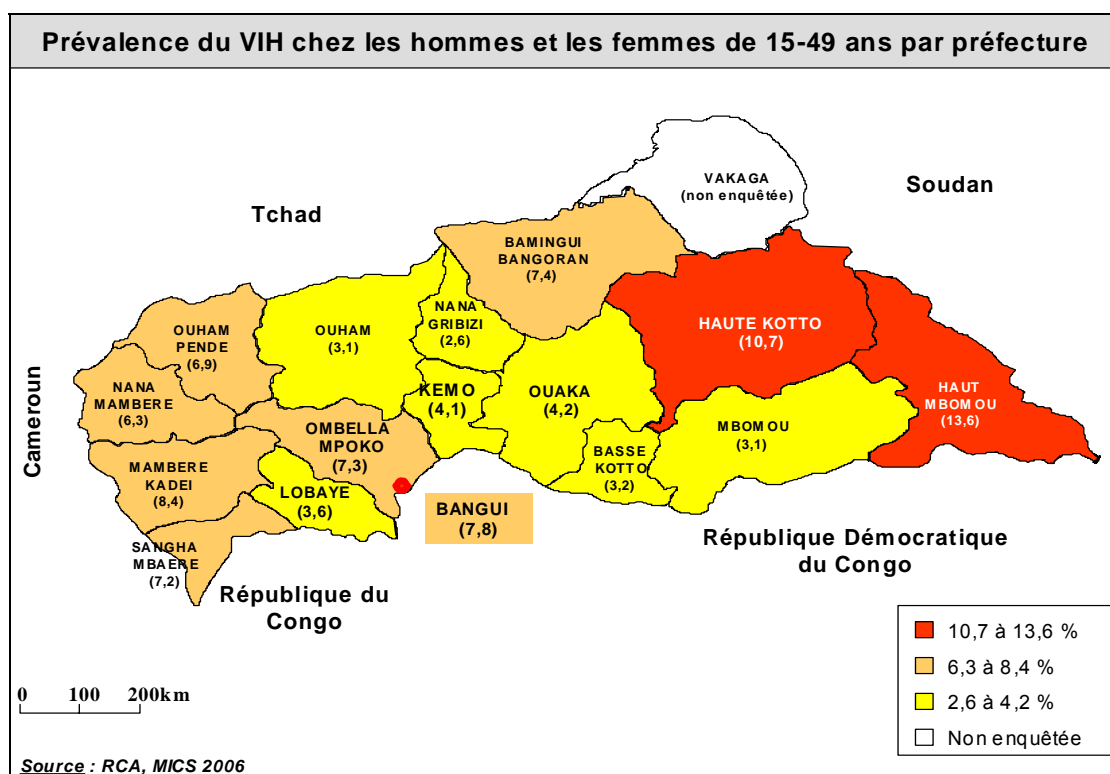 Prévalence du VIH chez les hommes et les femmes de 15-49 ans par préfecture
VAKAGA
(non enquêtée)
Soudan
Tchad
BAMINGUI
BANGORAN
(7,4)
NANA
GRIBIZI
(2,6)
OUHAM
PENDE
(6,9)
OUHAM
(3,1)
HAUTE KOTTO
(10,7)
Cameroun
NANA
MAMBERE
(6,3)
KEMO
(4,1)
OUAKA
(4,2)
HAUT
MBOMOU
(13,6)
OMBELLA
MPOKO
(7,3)
MBOMOU
(3,1)
BASSE
KOTTO
(3,2)
MAMBERE
KADEI
(8,4)
LOBAYE
(3,6)
BANGUI
(7,8)
SANGHA
MBAERE
(7,2)
République Démocratique
du Congo
République du
Congo
10,7 à 13,6 %
6,3 à 8,4 %
2,6 à 4,2 %
Non enquêtée
0 100 200km
Source : RCA, MICS 2006